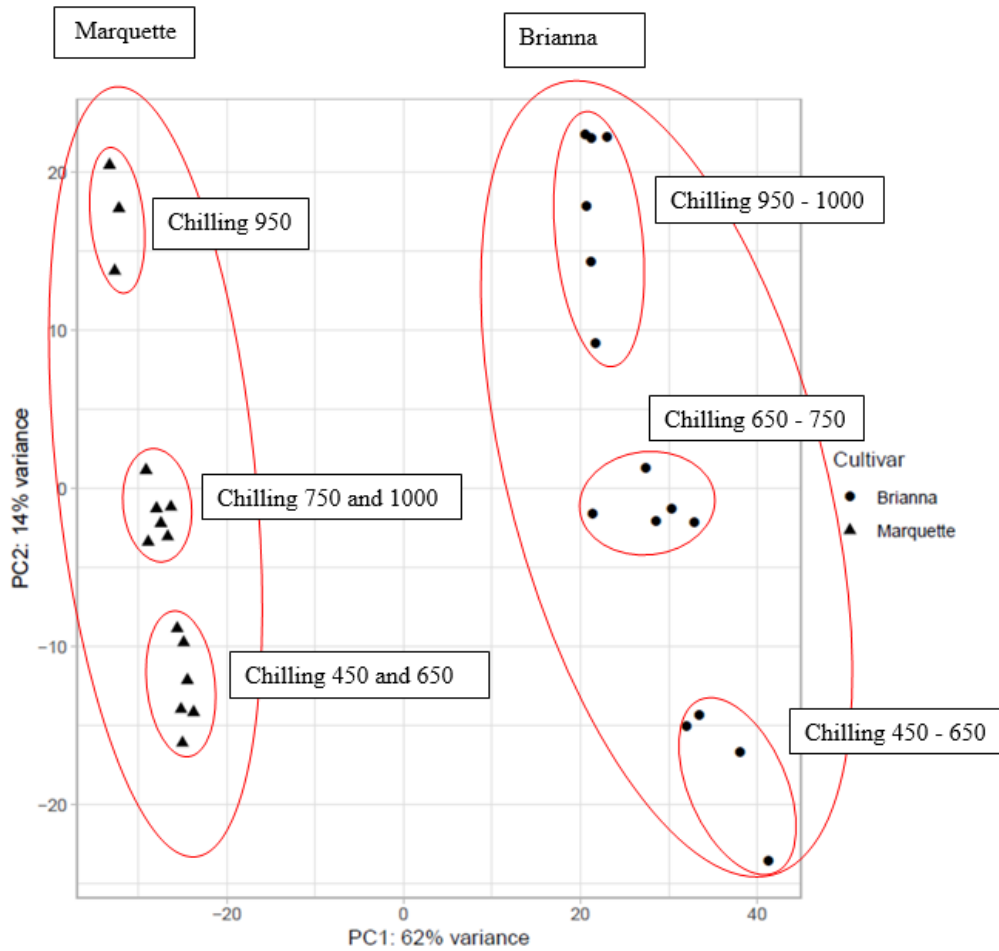 Marquette
Brianna
Chilling 950
Chilling 950 - 1000
Chilling 650 - 750
Chilling 750 and 1000
Chilling 450 and 650
Chilling 450 - 650
20
10
0
−10
−20
PC2: 14% variance
−20
0
20
40
PC1: 62% variance
Cultivar
Brianna
Marquette